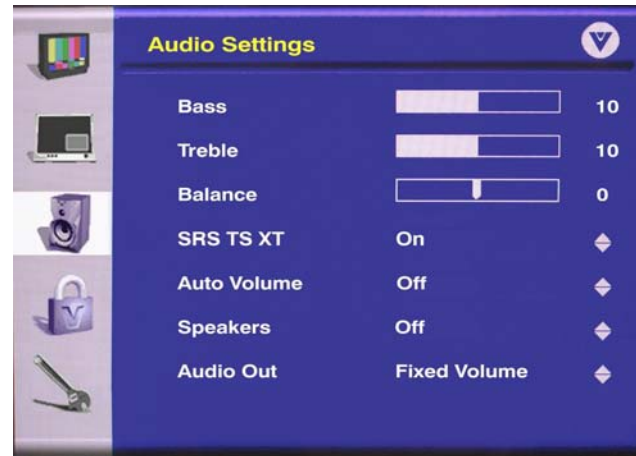 Audio Settings
Bass 10
Treble 10
Balance 0
SRS TS XT On
Auto Volume Off
Speakers Off
Audio Out Fixed Volume